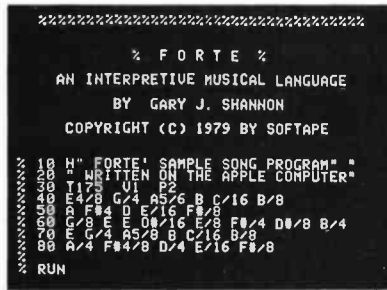 %%%%%%%%%%%%%%%%%%%%%%%%%%%%%%%%%%%%%
% F O R T E %
AN INTERPRETIVE MUSICAL LANGUAGE
BY GARY J. SHANNON
COPYRIGHT (C) 1979 BY SOFTAPE
% 10 H" FORTE' SAMPLE SONG PROGRAM" "
% 20 " WRITTEN ON THE APPLE COMPUTER"
% 30 T175 V1 P2
% 40 E4/8 G/4 A5/6 B C/16 B/8
% 50 A F#4 D E/16 F#/8
% 60 G/8 E E D#/16 E/8 F#/4 D#/8 B/4
% 70 E G/4 A5/8 B C/16 B/8
% 80 A/4 F#4/8 D/4 E/16 F#/8
%
% RUN